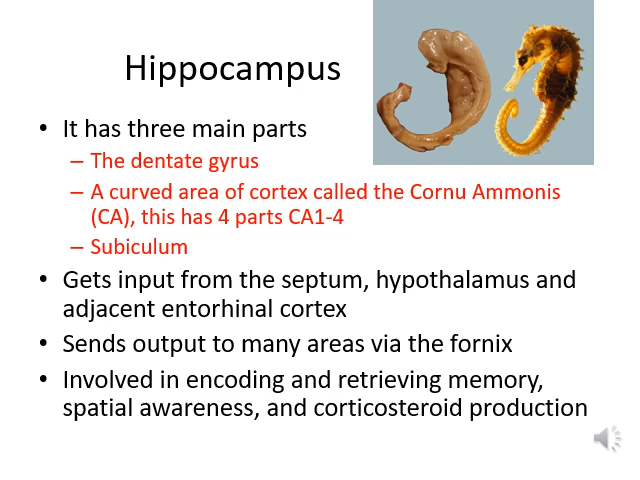 Hippocampus
• It has three main parts
– The dentate gyrus
– A curved area of cortex called the Cornu Ammonis
(CA), this has 4 parts CA1-4
– Subiculum
• Gets input from the septum, hypothalamus and
adjacent entorhinal cortex
• Sends output to many areas via the fornix
• Involved in encoding and retrieving memory,
spatial awareness, and corticosteroid production